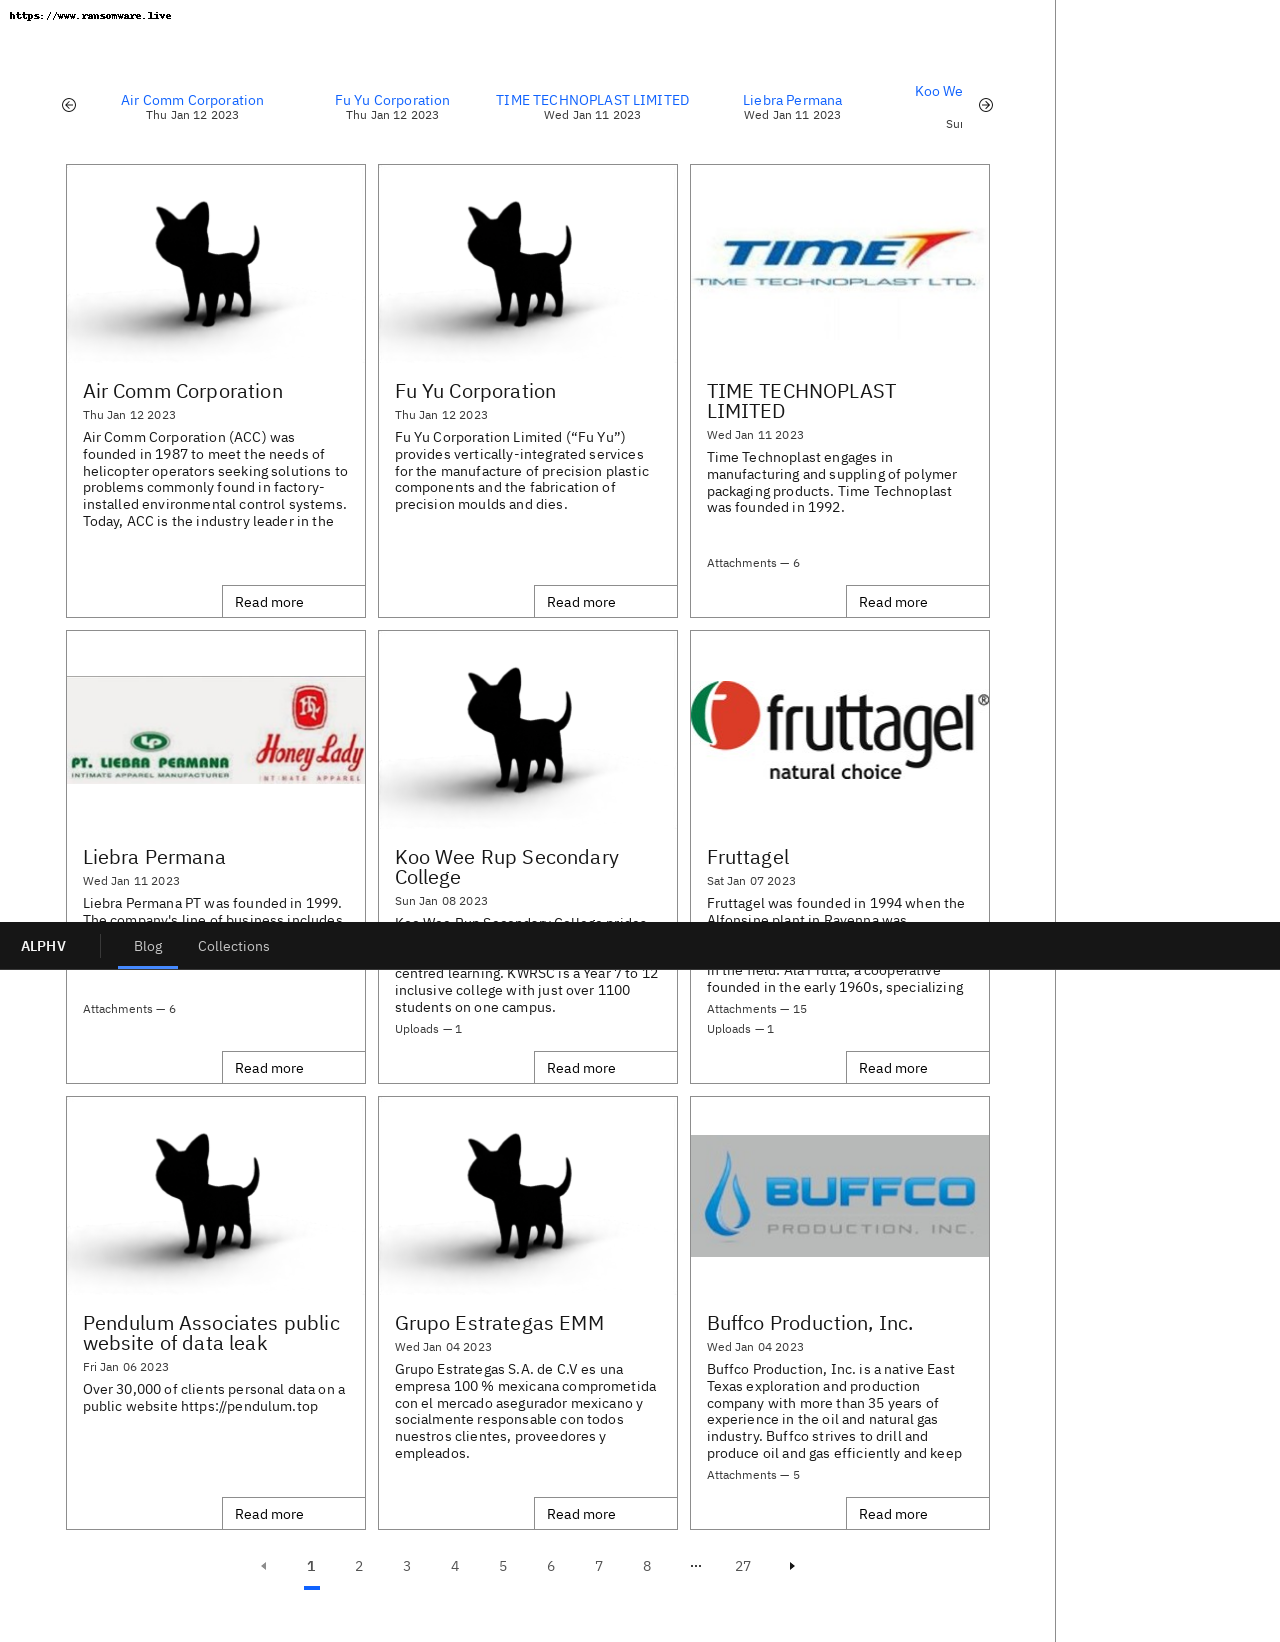 https://www.ransomware.live
Air Comm Corporation
Thu Jan 12 2023
Fu Yu Corporation
Thu Jan 12 2023
TIME TECHNOPLAST LIMITED
Wed Jan 11 2023
Liebra Permana
Wed Jan 11 2023
Koo We
Sun
TIME
TIME TECHNOPLAST LTD.
Air Comm Corporation
Thu Jan 12 2023
Air Comm Corporation (ACC) was
founded in 1987 to meet the needs of
helicopter operators seeking solutions to
problems commonly found in factory-
installed environmental control systems.
Today, ACC is the industry leader in the
Read more
Fu Yu Corporation
Thu Jan 12 2023
Fu Yu Corporation Limited (“Fu Yu”)
provides vertically-integrated services
for the manufacture of precision plastic
components and the fabrication of
precision moulds and dies.
Read more
TIME TECHNOPLAST
LIMITED
Wed Jan 11 2023
Time Technoplast engages in
manufacturing and suppling of polymer
packaging products. Time Technoplast
was founded in 1992.
Attachments — 6
Read more
LP
PT. LIEBRA PERMANA
INTIMATE APPAREL MANUFACTURER
Honey Lady
INTIMATE APPAREL
Liebra Permana
Wed Jan 11 2023
Liebra Permana PT was founded in 1999.
The company's line of business includes
Attachments — 6
Read more
Koo Wee Rup Secondary
College
Sun Jan 08 2023
Koo Wee Rup Secondary College prides
centred learning. KWRSC is a Year 7 to 12
inclusive college with just over 1100
students on one campus.
Uploads — 1
Read more
fruttagel®
natural choice
Fruttagel
Sat Jan 07 2023
Fruttagel was founded in 1994 when the
Alfonsine plant in Ravenna was
in the field. Ala Frutta, a cooperative
founded in the early 1960s, specializing
Attachments — 15
Uploads — 1
Read more
ALPHV
Blog
Collections
Pendulum Associates public
website of data leak
Fri Jan 06 2023
Over 30,000 of clients personal data on a
public website https://pendulum.top
Read more
Grupo Estrategas EMM
Wed Jan 04 2023
Grupo Estrategas S.A. de C.V es una
empresa 100 % mexicana comprometida
con el mercado asegurador mexicano y
socialmente responsable con todos
nuestros clientes, proveedores y
empleados.
Read more
BUFFCO
PRODUCTION, INC.
Buffco Production, Inc.
Wed Jan 04 2023
Buffco Production, Inc. is a native East
Texas exploration and production
company with more than 35 years of
experience in the oil and natural gas
industry. Buffco strives to drill and
produce oil and gas efficiently and keep
Attachments — 5
Read more
1 2 3 4 5 6 7 8 ... 27